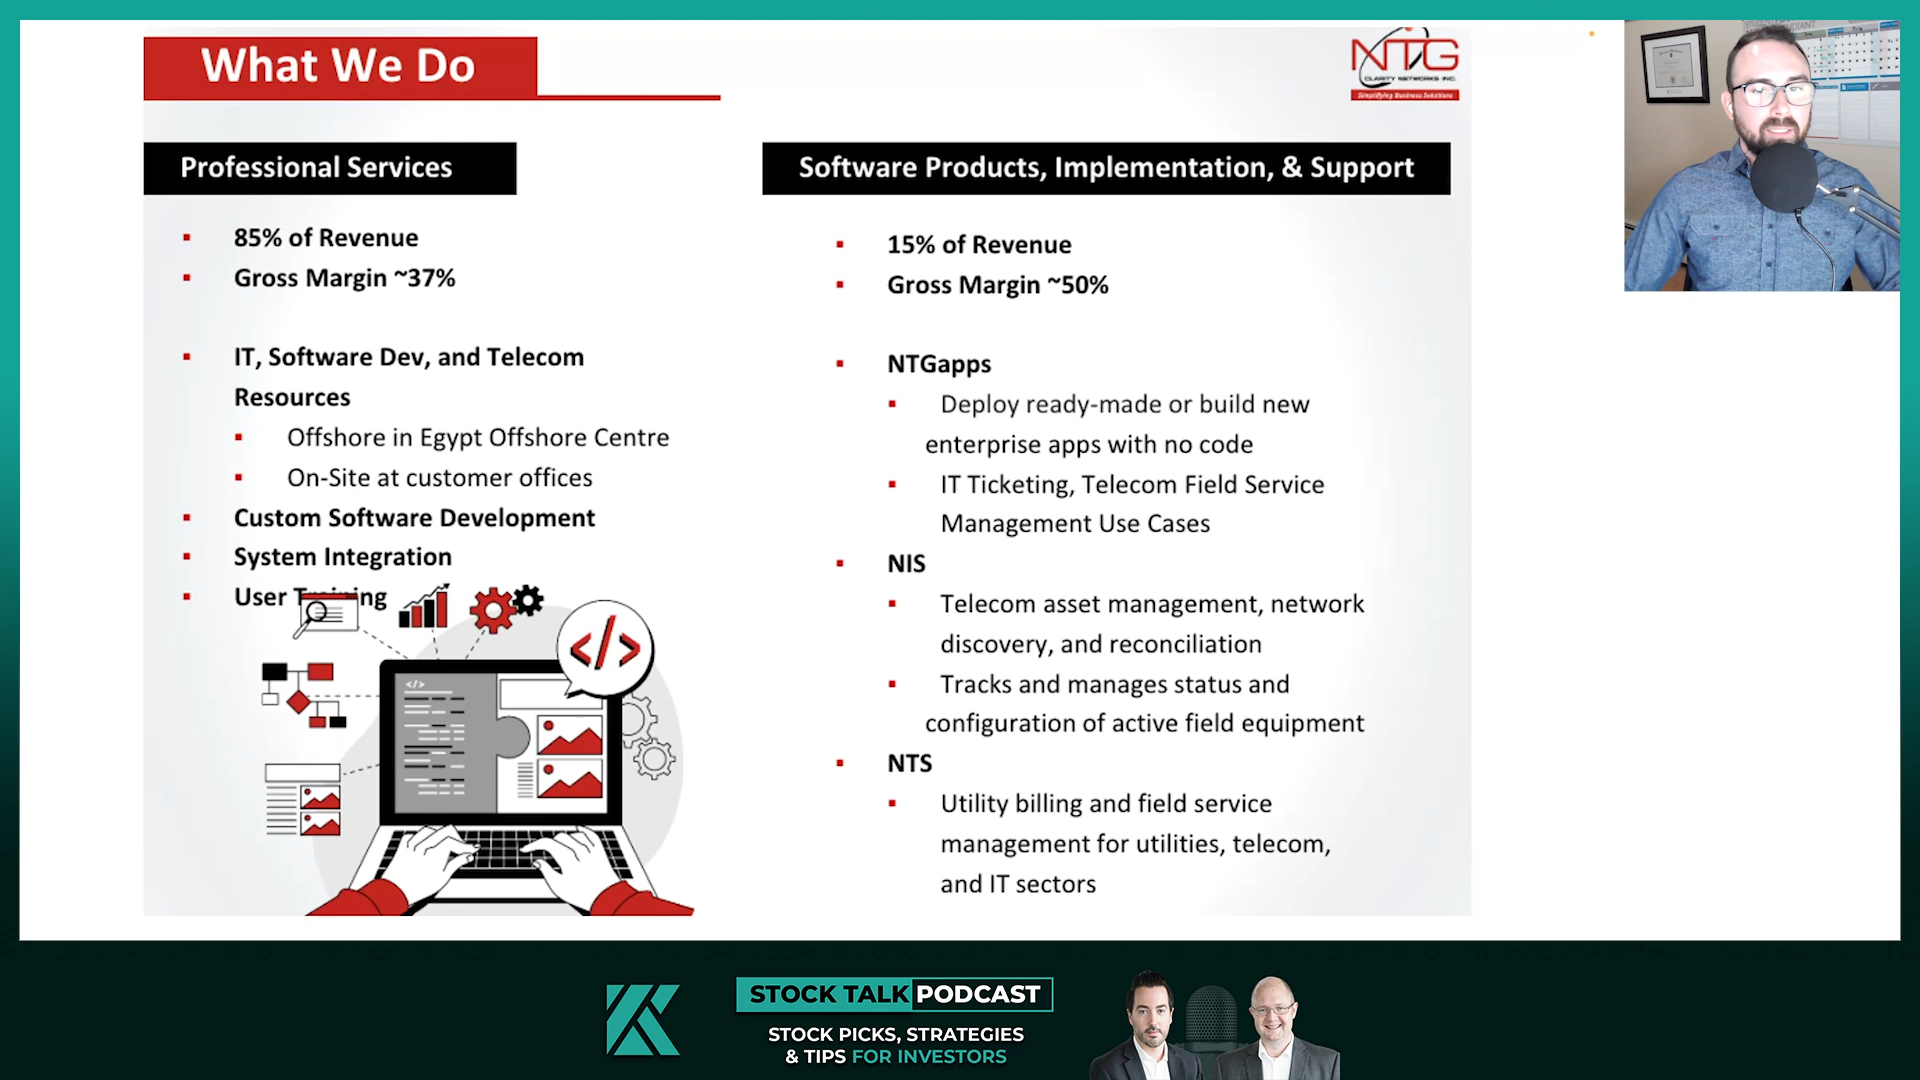 What We Do
NTG
CLARITY NETWORKS INC.
Simplifying Business Solutions
Professional Services
85% of Revenue
Gross Margin ~37%
IT, Software Dev, and Telecom
Resources
Offshore in Egypt Offshore Centre
On-Site at customer offices
Custom Software Development
System Integration
User Training
</>
</>
Software Products, Implementation, & Support
15% of Revenue
Gross Margin ~50%
NTGapps
Deploy ready-made or build new
enterprise apps with no code
IT Ticketing, Telecom Field Service
Management Use Cases
NIS
Telecom asset management, network
discovery, and reconciliation
Tracks and manages status and
configuration of active field equipment
NTS
Utility billing and field service
management for utilities, telecom,
and IT sectors
STOCK TALK PODCAST
STOCK PICKS, STRATEGIES
& TIPS FOR INVESTORS